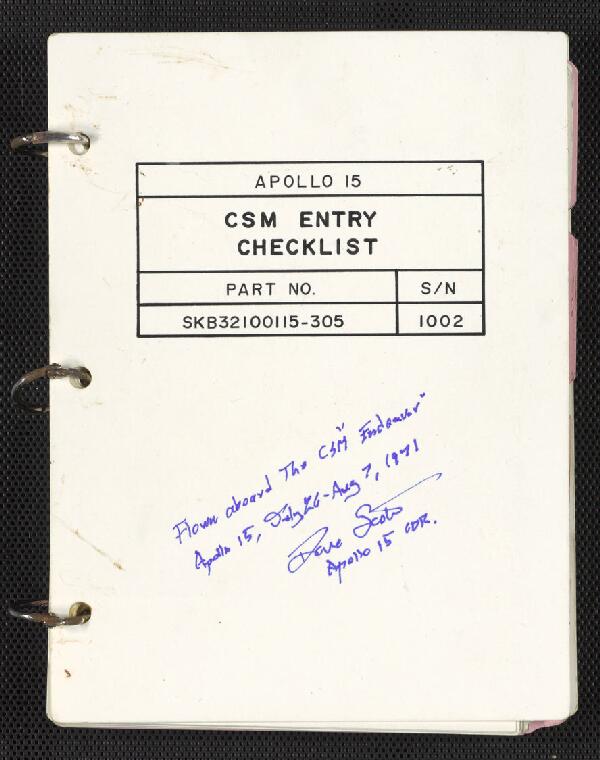 APOLLO 15
CSM ENTRY
CHECKLIST
PART NO. S/N
SKB32100115-305 1002
Flown aboard The CSM "Endeavor"
Apollo 15, July 26-Aug 7, 1971
Dave Scott
Apollo 15 CDR.